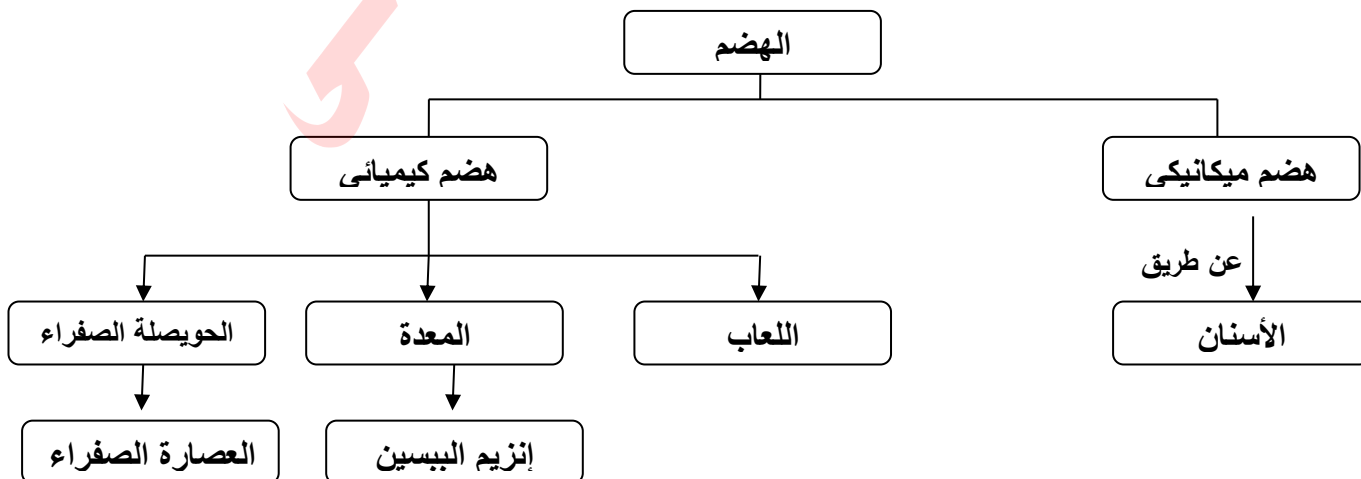 الهضم
هضم ميكانيكى
هضم كيميائى
عن طريق
الأسنان
اللعاب
المعدة
الحويصلة الصفراء
إنزيم الببسين
العصارة الصفراء